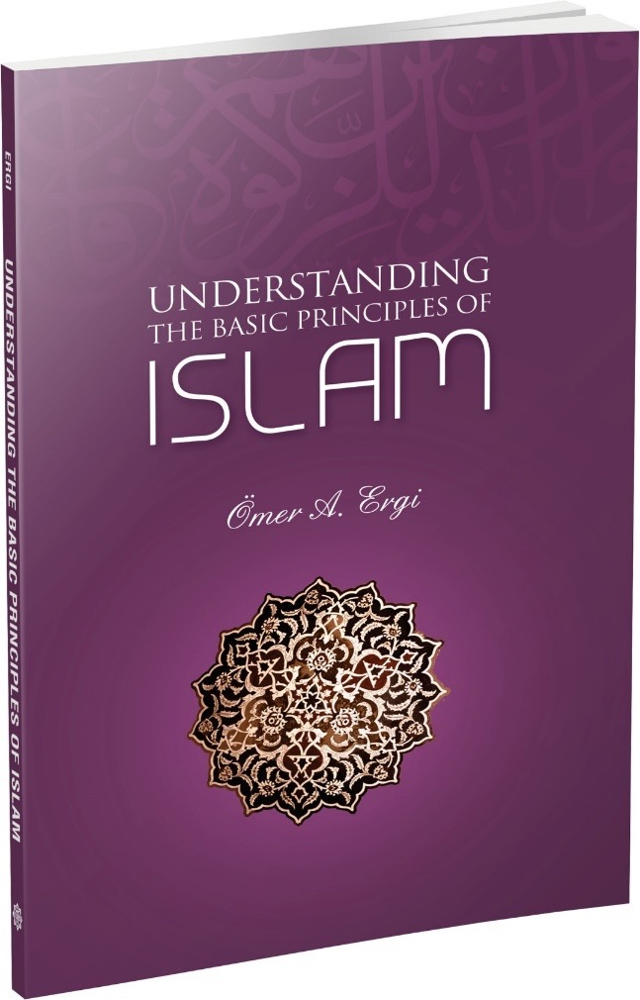 UNDERSTANDING
THE BASIC PRINCIPLES OF
ISLAM
Ömer A. Ergi
ERGI UNDERSTANDING THE BASIC PRINCIPLES OF ISLAM